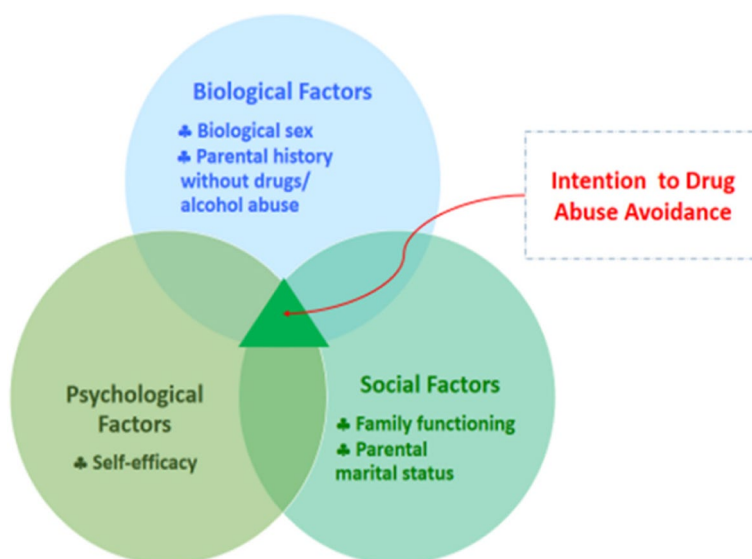 Biological Factors
♣ Biological sex
♣ Parental history
without drugs/
alcohol abuse
Intention to Drug
Abuse Avoidance
Psychological
Factors
♣ Self-efficacy
Social Factors
♣ Family functioning
♣ Parental
marital status